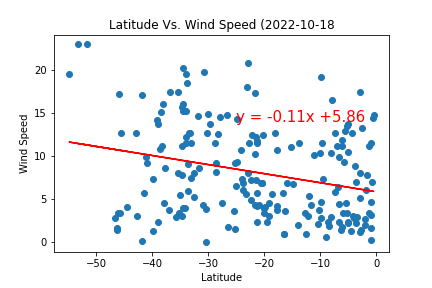 Latitude Vs. Wind Speed (2022-10-18
20
15
10
5
0
Wind Speed
y = -0.11x +5.86
−50 −40 −30 −20 −10 0
Latitude